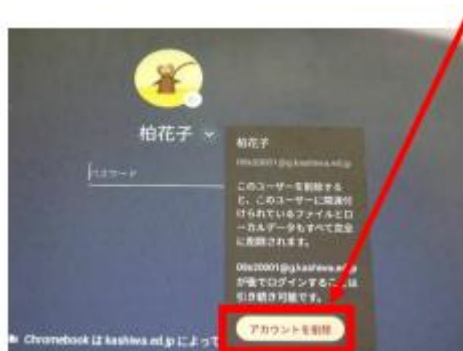 柏花子
パスワード
柏花子
このユーザーを削除する
と、このユーザーに関連付
けられているファイルとロ
ーカルデータもすべて完全
に削除されます。
が後でログインすることは
引き続き可能です。
アカウントを削除
Chromebook は kashiwa.ed.jp によって